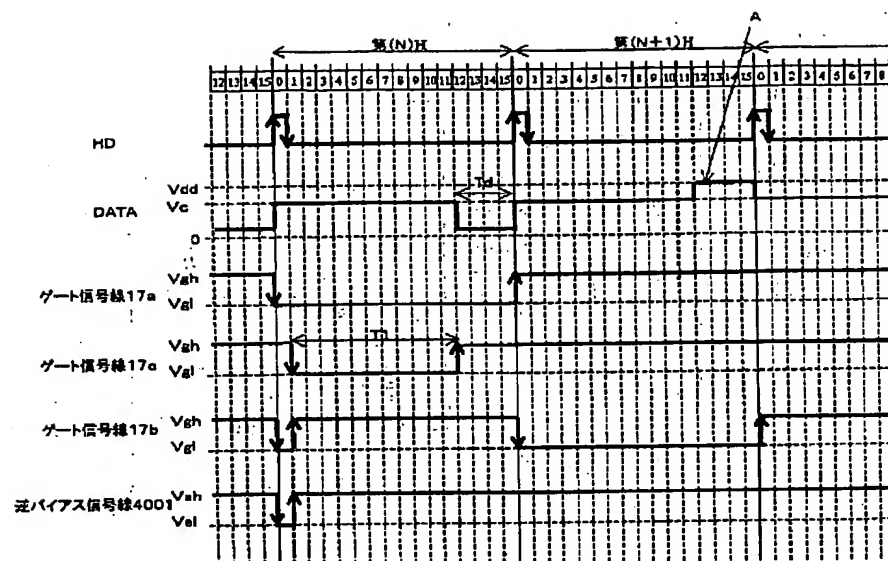 A
第(N)H
第(N+1)H
12 13 14 15 0 1 2 3 4 5 6 7 8 9 10 11 12 13 14 15 0 1 2 3 4 5 6 7 8 9 10 11 12 13 14 15 0 1 2 3 4 5 6 7 8
HD
Vdd
Td
DATA
Vc
0
Vgh
ゲート信号線17a
Vgl
Vgh
ゲート信号線17c
Vgl
Vgh
ゲート信号線17b
Vgl
逆バイアス信号線4001
Vsh
Vsl